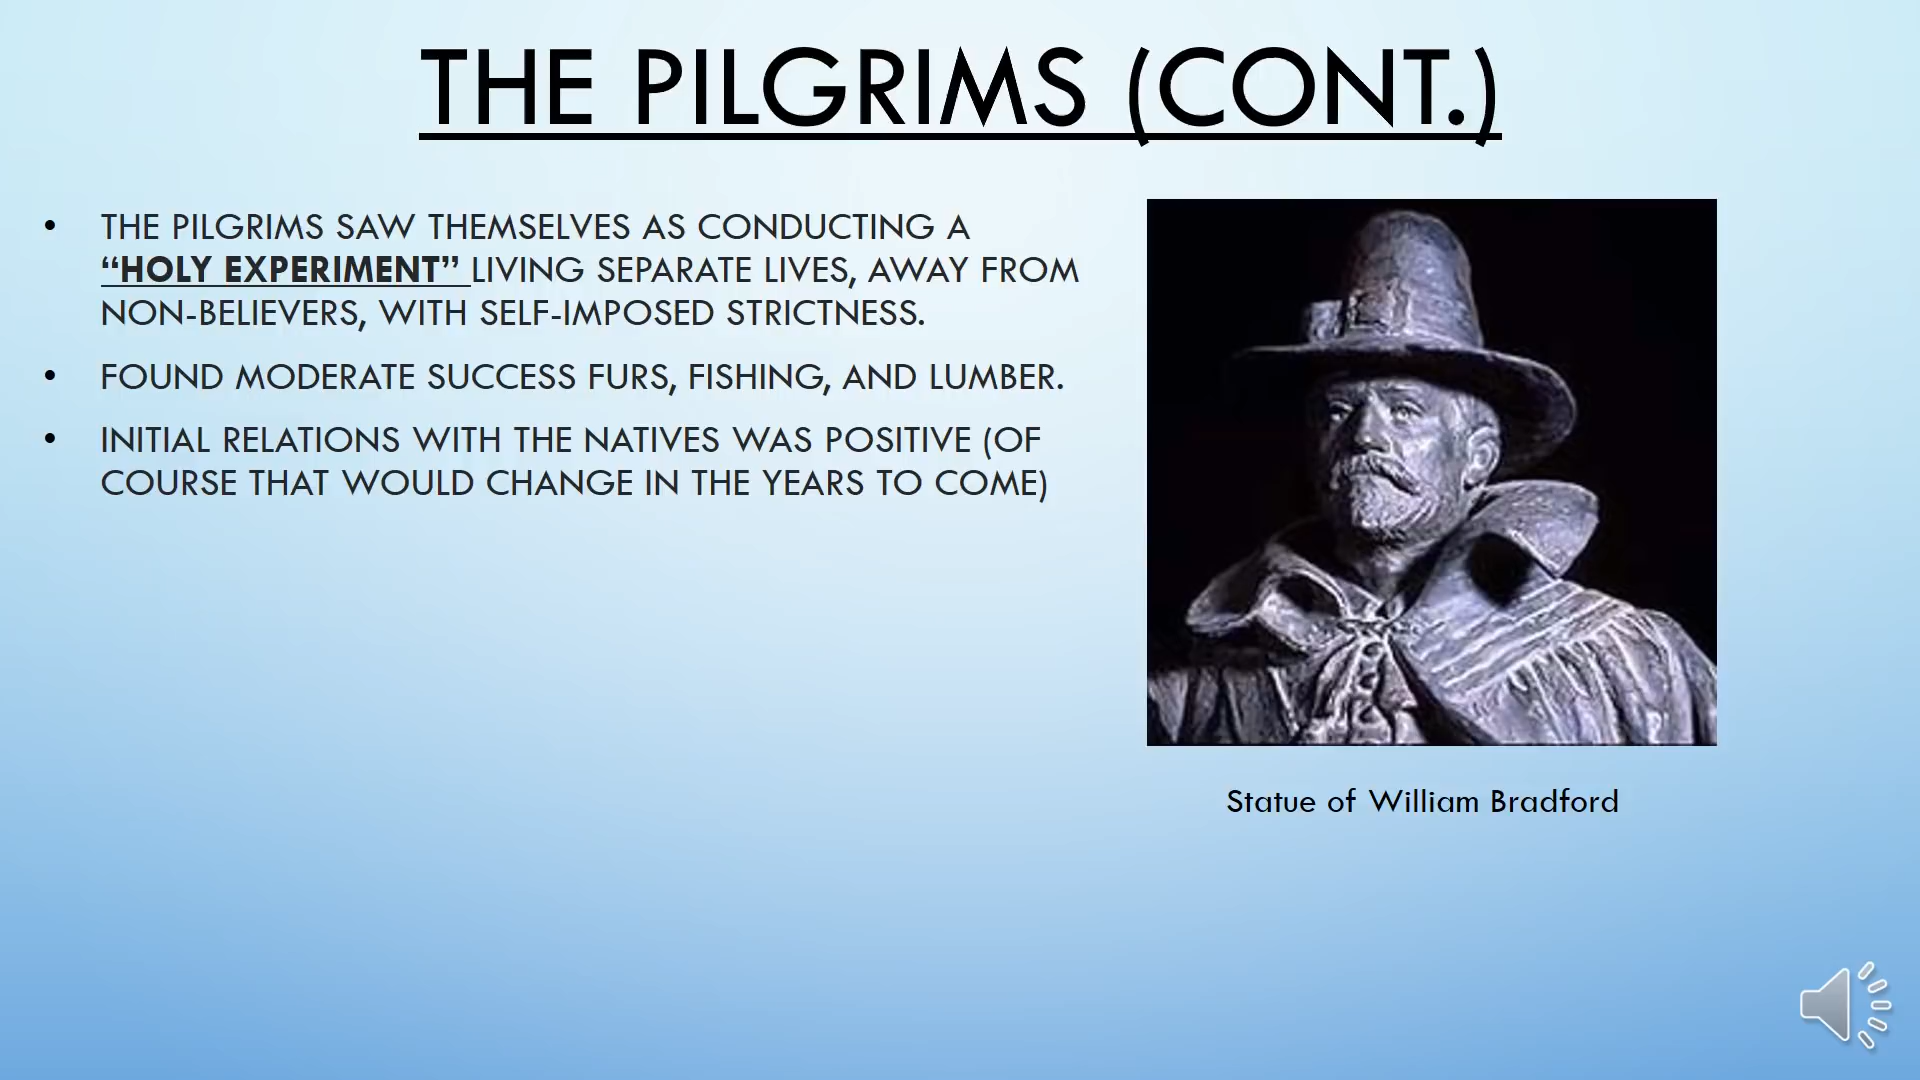 THE PILGRIMS (CONT.)
• THE PILGRIMS SAW THEMSELVES AS CONDUCTING A
“HOLY EXPERIMENT” LIVING SEPARATE LIVES, AWAY FROM
NON-BELIEVERS, WITH SELF-IMPOSED STRICTNESS.
• FOUND MODERATE SUCCESS FURS, FISHING, AND LUMBER.
• INITIAL RELATIONS WITH THE NATIVES WAS POSITIVE (OF
COURSE THAT WOULD CHANGE IN THE YEARS TO COME)
Statue of William Bradford